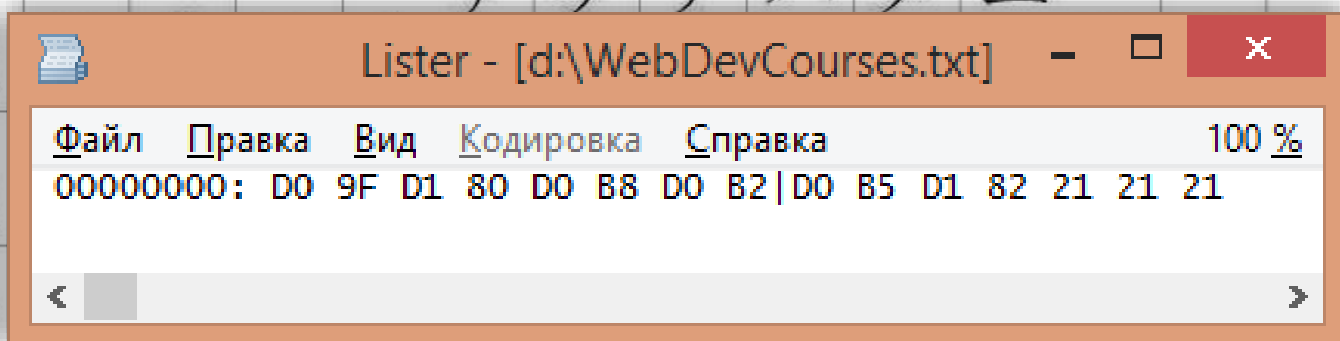 Lister - [d:\WebDevCourses.txt]
Файл Правка Вид Кодировка Справка 100 %
00000000: D0 9F D1 80 D0 B8 D0 B2|D0 B5 D1 82 21 21 21